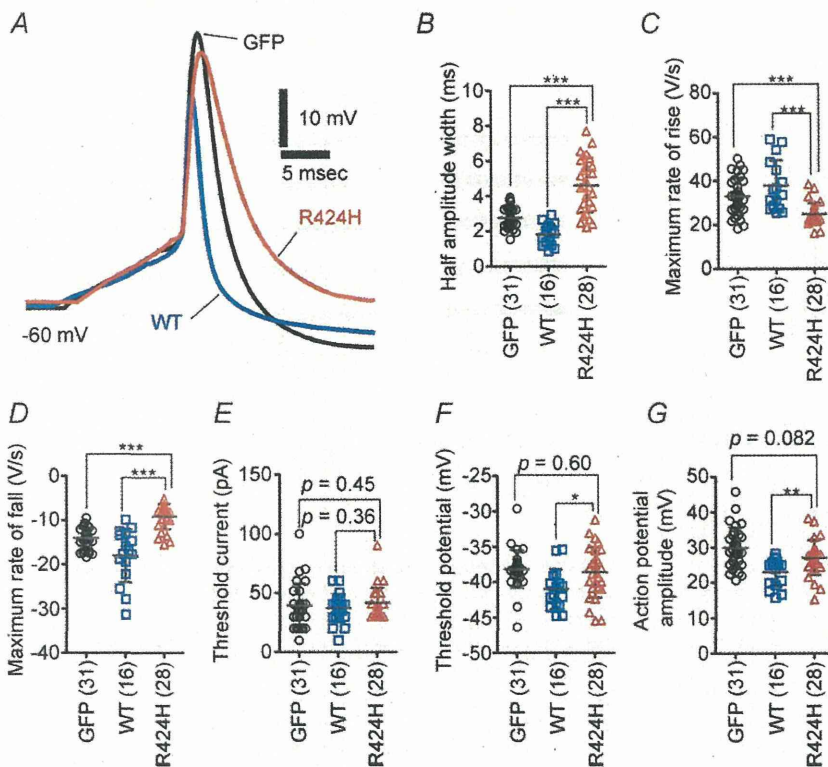 A
GFP
10 mV
5 msec
R424H
WT
-60 mV
B
Half amplitude width (ms)
10
8
6
4
2
0
***
***
GFP (31)
WT (16)
R424H (28)
C
Maximum rate of rise (V/s)
80
60
40
20
0
***
***
GFP (31)
WT (16)
R424H (28)
D
Maximum rate of fall (V/s)
0
-10
-20
-30
-40
***
***
GFP (31)
WT (16)
R424H (28)
E
Threshold current (pA)
150
100
50
0
p = 0.45
p = 0.36
GFP (31)
WT (16)
R424H (28)
F
Threshold potential (mV)
-25
-30
-35
-40
-45
-50
p = 0.60
*
GFP (31)
WT (16)
R424H (28)
G
Action potential
amplitude (mV)
50
40
30
20
10
0
p = 0.082
**
GFP (31)
WT (16)
R424H (28)